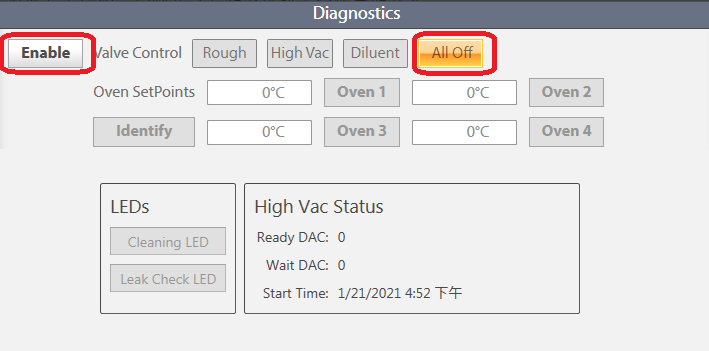 Diagnostics
Enable Valve Control Rough High Vac Diluent All Off
Oven SetPoints 0°C Oven 1 0°C Oven 2
Identify 0°C Oven 3 0°C Oven 4
LEDs
Cleaning LED
Leak Check LED
High Vac Status
Ready DAC: 0
Wait DAC: 0
Start Time: 1/21/2021 4:52 下午